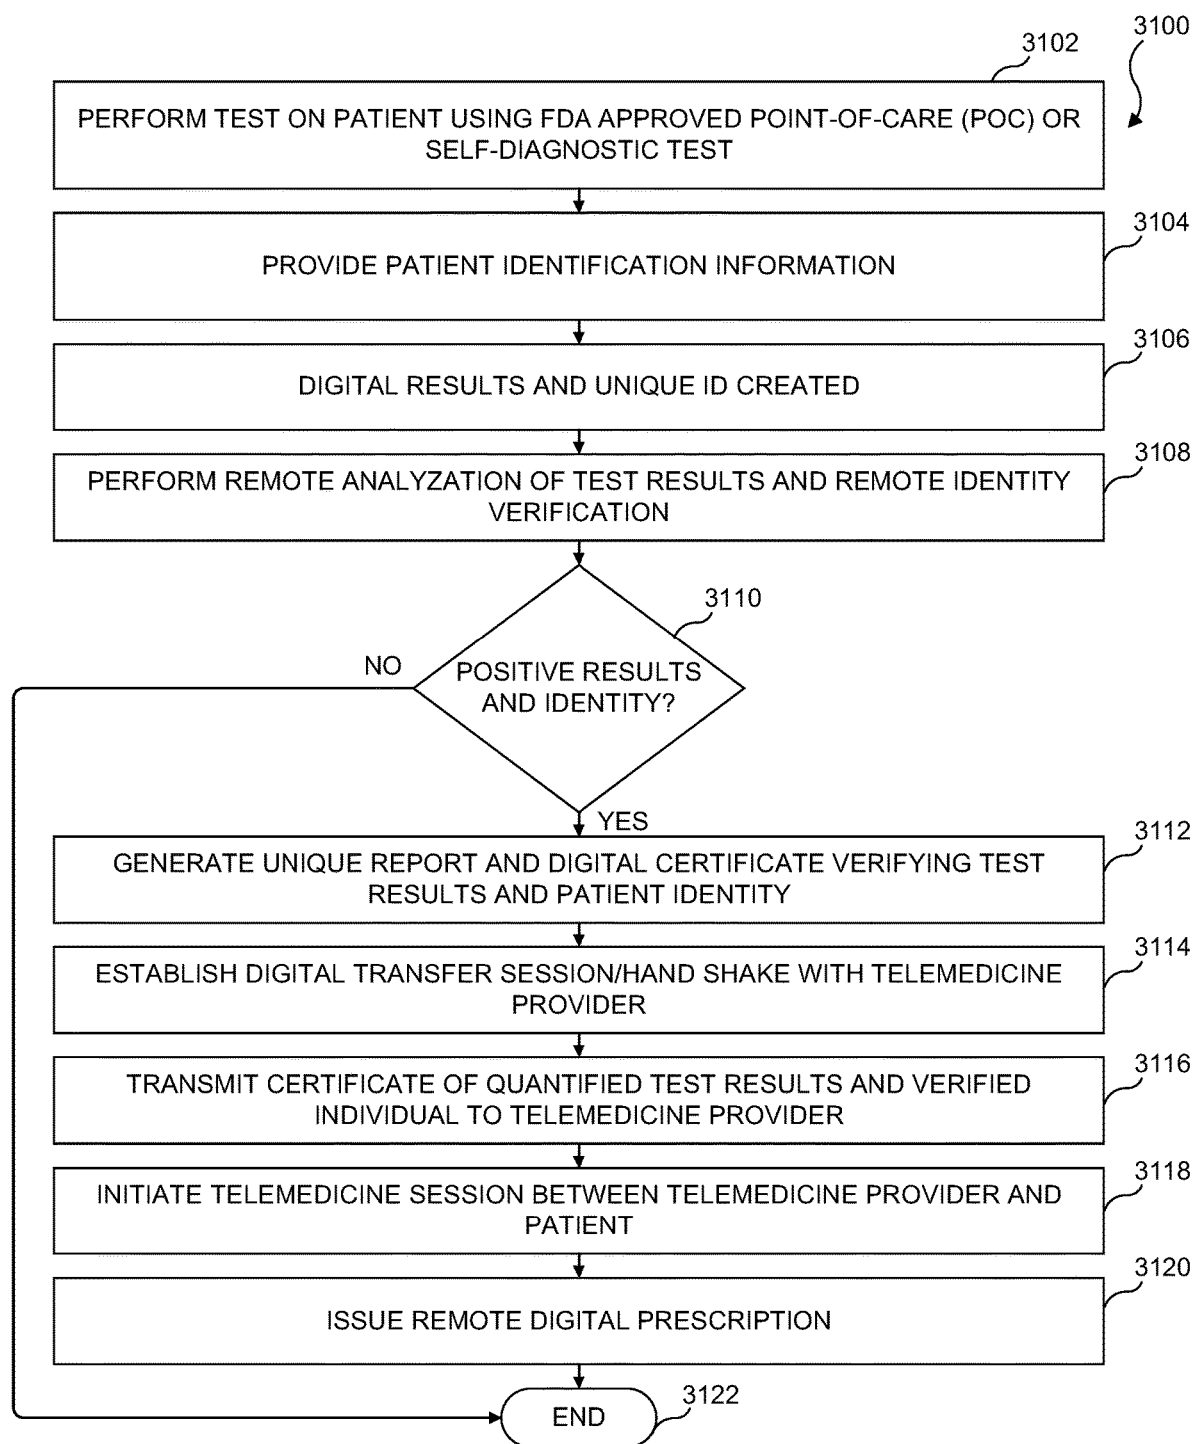 3100
3102
PERFORM TEST ON PATIENT USING FDA APPROVED POINT-OF-CARE (POC) OR
SELF-DIAGNOSTIC TEST
3104
PROVIDE PATIENT IDENTIFICATION INFORMATION
3106
DIGITAL RESULTS AND UNIQUE ID CREATED
3108
PERFORM REMOTE ANALYZATION OF TEST RESULTS AND REMOTE IDENTITY
VERIFICATION
3110
NO
POSITIVE RESULTS
AND IDENTITY?
YES
3112
GENERATE UNIQUE REPORT AND DIGITAL CERTIFICATE VERIFYING TEST
RESULTS AND PATIENT IDENTITY
3114
ESTABLISH DIGITAL TRANSFER SESSION/HAND SHAKE WITH TELEMEDICINE
PROVIDER
3116
TRANSMIT CERTIFICATE OF QUANTIFIED TEST RESULTS AND VERIFIED
INDIVIDUAL TO TELEMEDICINE PROVIDER
3118
INITIATE TELEMEDICINE SESSION BETWEEN TELEMEDICINE PROVIDER AND
PATIENT
3120
ISSUE REMOTE DIGITAL PRESCRIPTION
3122
END